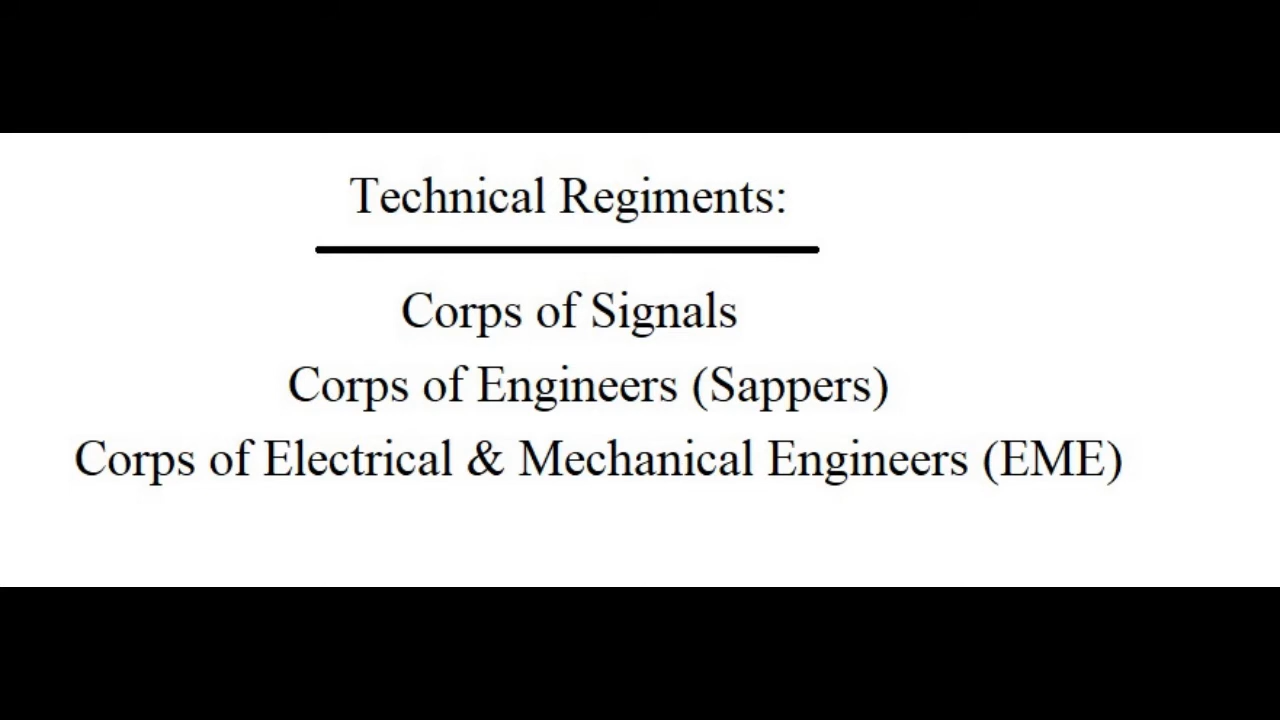 Technical Regiments:
Corps of Signals
Corps of Engineers (Sappers)
Corps of Electrical & Mechanical Engineers (EME)